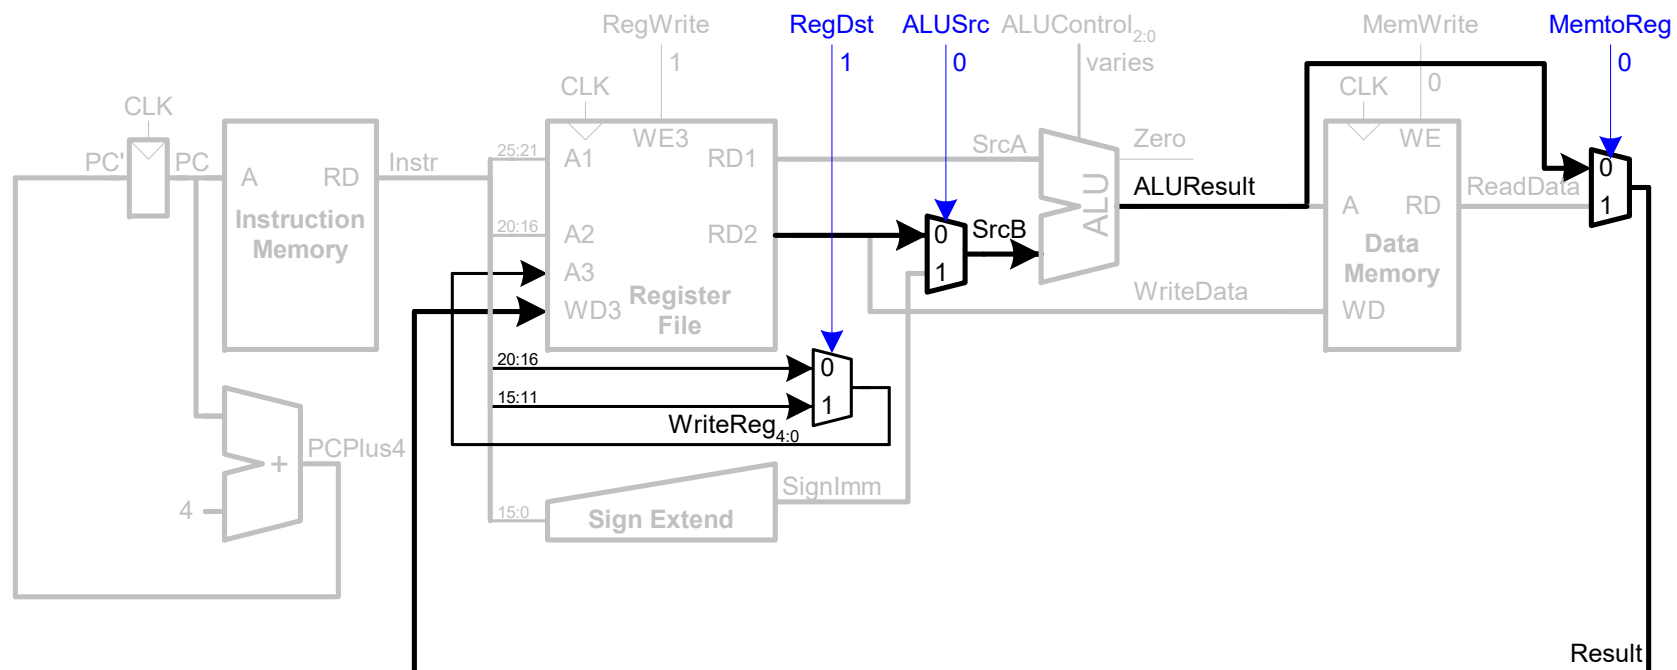 RegWrite
RegDst
ALUSrc
ALUControl2:0
MemWrite
MemtoReg
1
1
0
varies
0
0
CLK
CLK
CLK
PC'
PC
A
RD
Instruction
Memory
Instr
25:21
20:16
A1
WE3
RD1
A2
RD2
A3
WD3
Register
File
SrcA
0
1
SrcB
ALU
Zero
ALUResult
WriteData
A
WE
RD
Data
Memory
WD
ReadData
0
1
20:16
15:11
0
1
WriteReg4:0
PCPlus4
+
4
SignImm
15:0
Sign Extend
Result